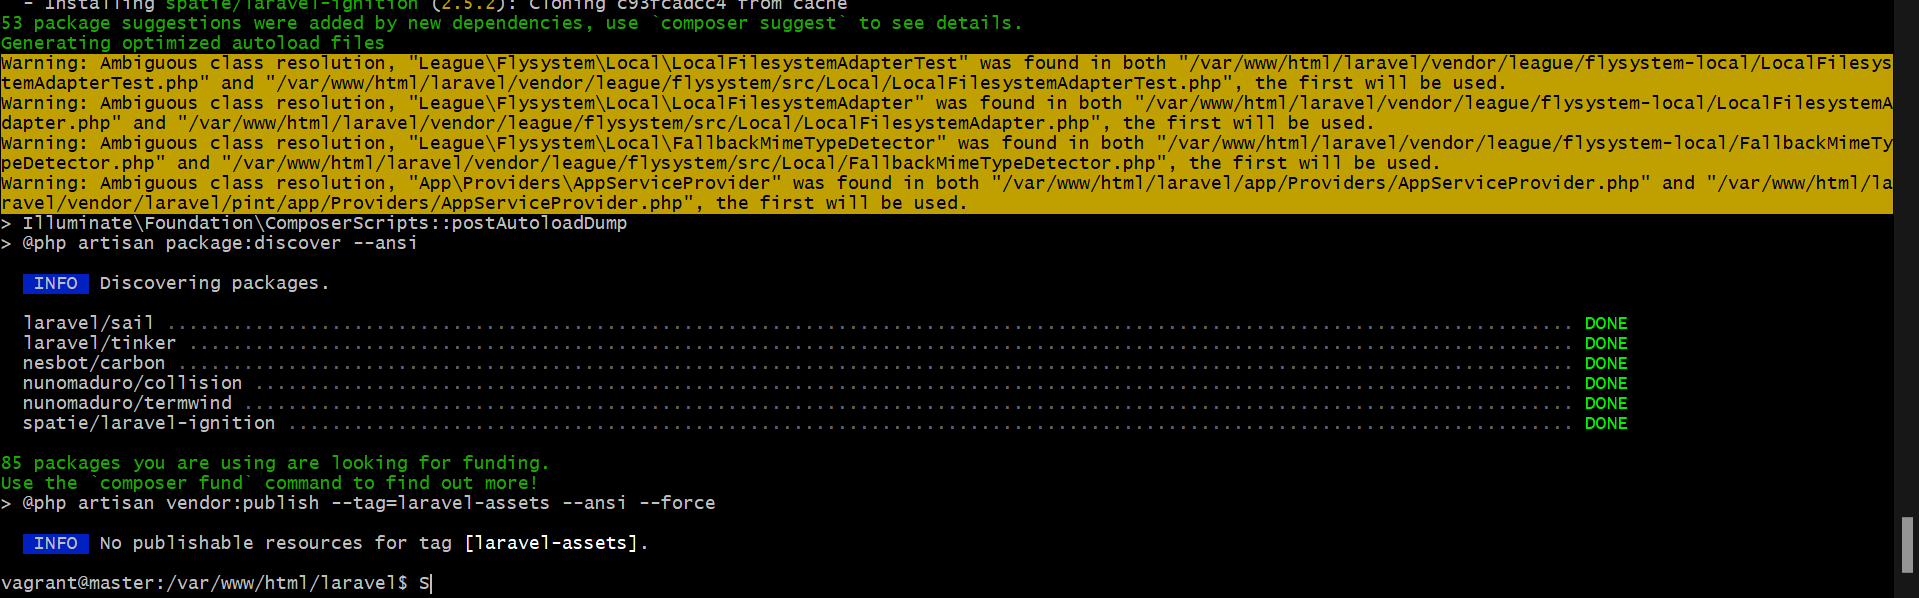 - Installing spatie/laravel-ignition (2.5.2): Cloning c93fcadcc4 from cache
53 package suggestions were added by new dependencies, use `composer suggest` to see details.
Generating optimized autoload files
Warning: Ambiguous class resolution, "League\Flysystem\Local\LocalFilesystemAdapterTest" was found in both "/var/www/html/laravel/vendor/league/flysystem-local/LocalFilesys
temAdapterTest.php" and "/var/www/html/laravel/vendor/league/flysystem/src/Local/LocalFilesystemAdapterTest.php", the first will be used.
Warning: Ambiguous class resolution, "League\Flysystem\Local\LocalFilesystemAdapter" was found in both "/var/www/html/laravel/vendor/league/flysystem-local/LocalFilesystemA
dapter.php" and "/var/www/html/laravel/vendor/league/flysystem/src/Local/LocalFilesystemAdapter.php", the first will be used.
Warning: Ambiguous class resolution, "League\Flysystem\Local\FallbackMimeTypeDetector" was found in both "/var/www/html/laravel/vendor/league/flysystem-local/FallbackMimeTy
peDetector.php" and "/var/www/html/laravel/vendor/league/flysystem/src/Local/FallbackMimeTypeDetector.php", the first will be used.
Warning: Ambiguous class resolution, "App\Providers\AppServiceProvider" was found in both "/var/www/html/laravel/app/Providers/AppServiceProvider.php" and "/var/www/html/la
ravel/vendor/laravel/pint/app/Providers/AppServiceProvider.php", the first will be used.
> Illuminate\Foundation\ComposerScripts::postAutoloadDump
> @php artisan package:discover --ansi
INFO Discovering packages.
laravel/sail ................................................................................................................................ DONE
laravel/tinker .............................................................................................................................. DONE
nesbot/carbon ............................................................................................................................... DONE
nunomaduro/collision ........................................................................................................................ DONE
nunomaduro/termwind ......................................................................................................................... DONE
spatie/laravel-ignition ..................................................................................................................... DONE
85 packages you are using are looking for funding.
Use the `composer fund` command to find out more!
> @php artisan vendor:publish --tag=laravel-assets --ansi --force
INFO No publishable resources for tag [laravel-assets].
vagrant@master:/var/www/html/laravel$ S